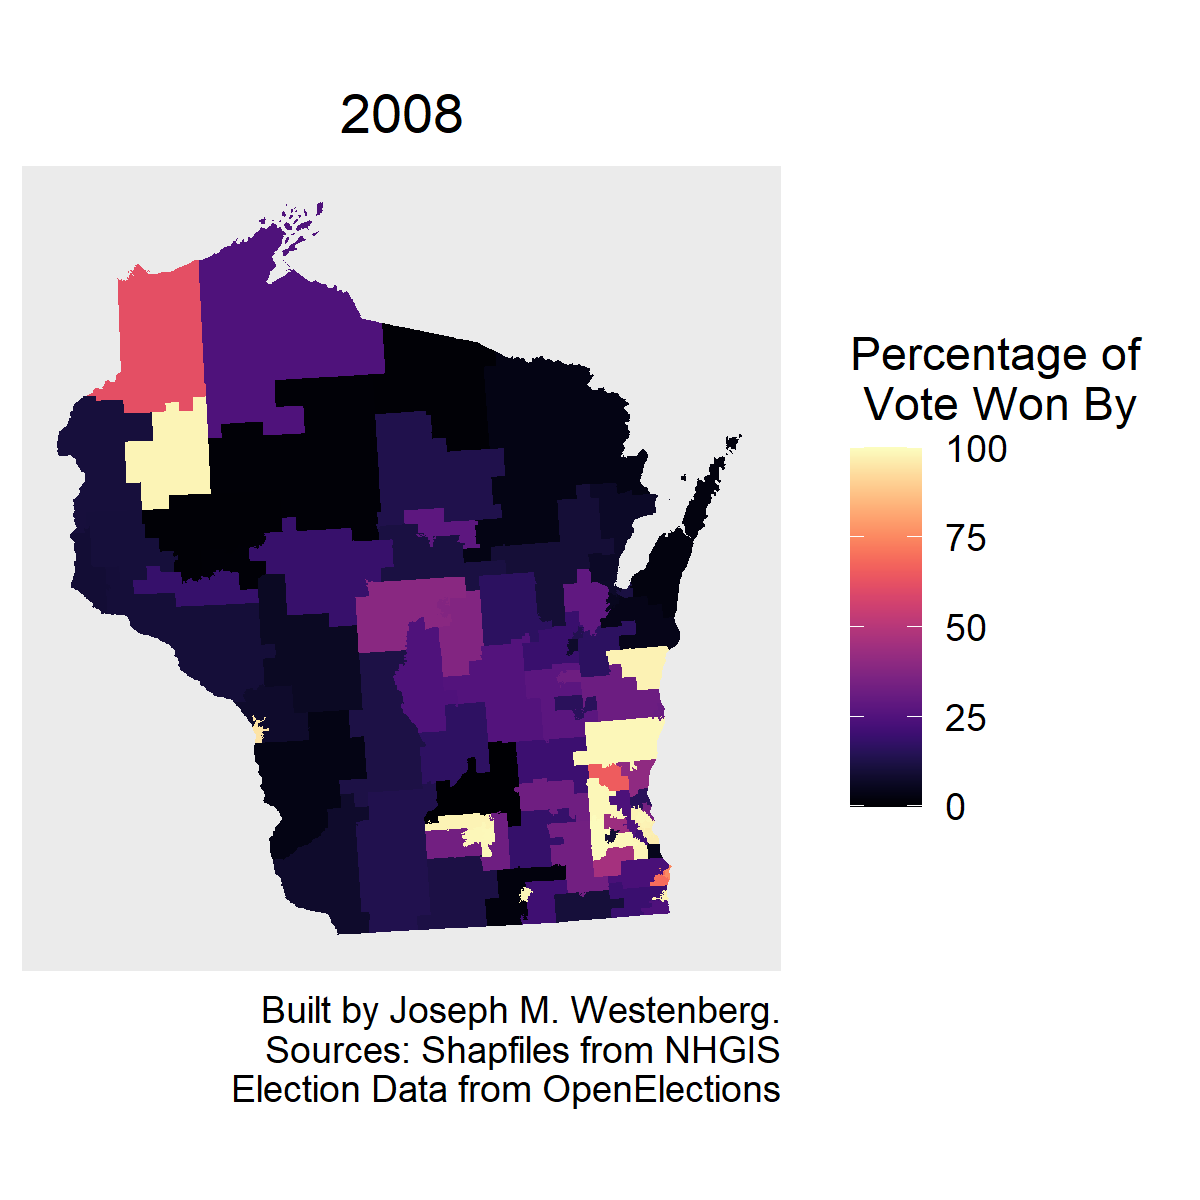 2008
Percentage of
Vote Won By
100
75
50
25
0
Built by Joseph M. Westenberg.
Sources: Shapfiles from NHGIS
Election Data from OpenElections